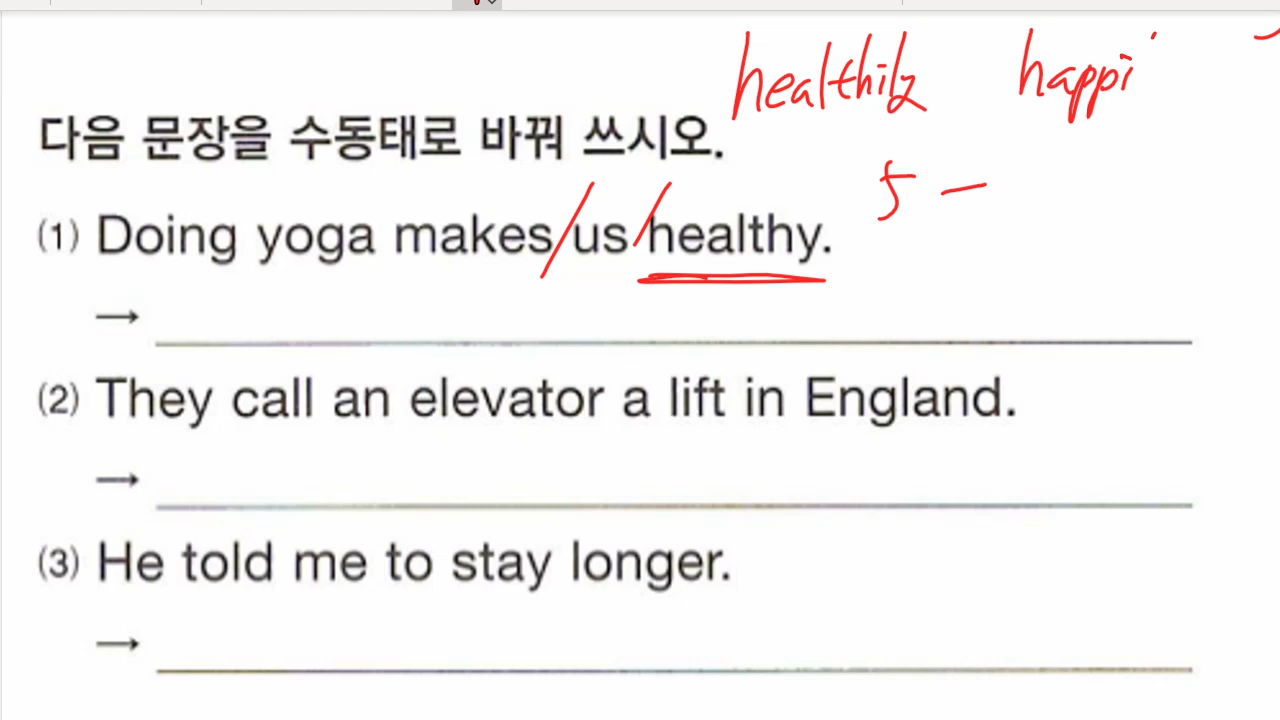 healthily happi
다음 문장을 수동태로 바꿔 쓰시오.
5 –
(1) Doing yoga makes/us/healthy.
→
(2) They call an elevator a lift in England.
→
(3) He told me to stay longer.
→